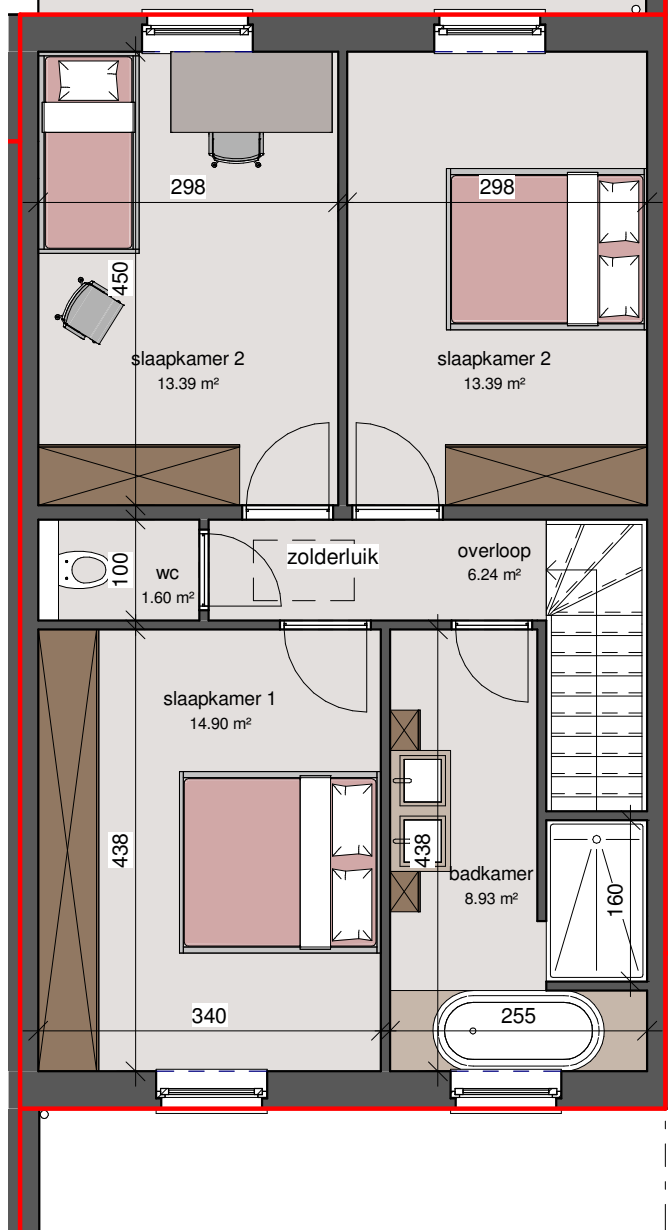 298
298
450
slaapkamer 2
13.39 m²
slaapkamer 2
13.39 m²
100
wc
1.60 m²
zolderluik
overloop
6.24 m²
slaapkamer 1
14.90 m²
438
438
badkamer
8.93 m²
160
340
255